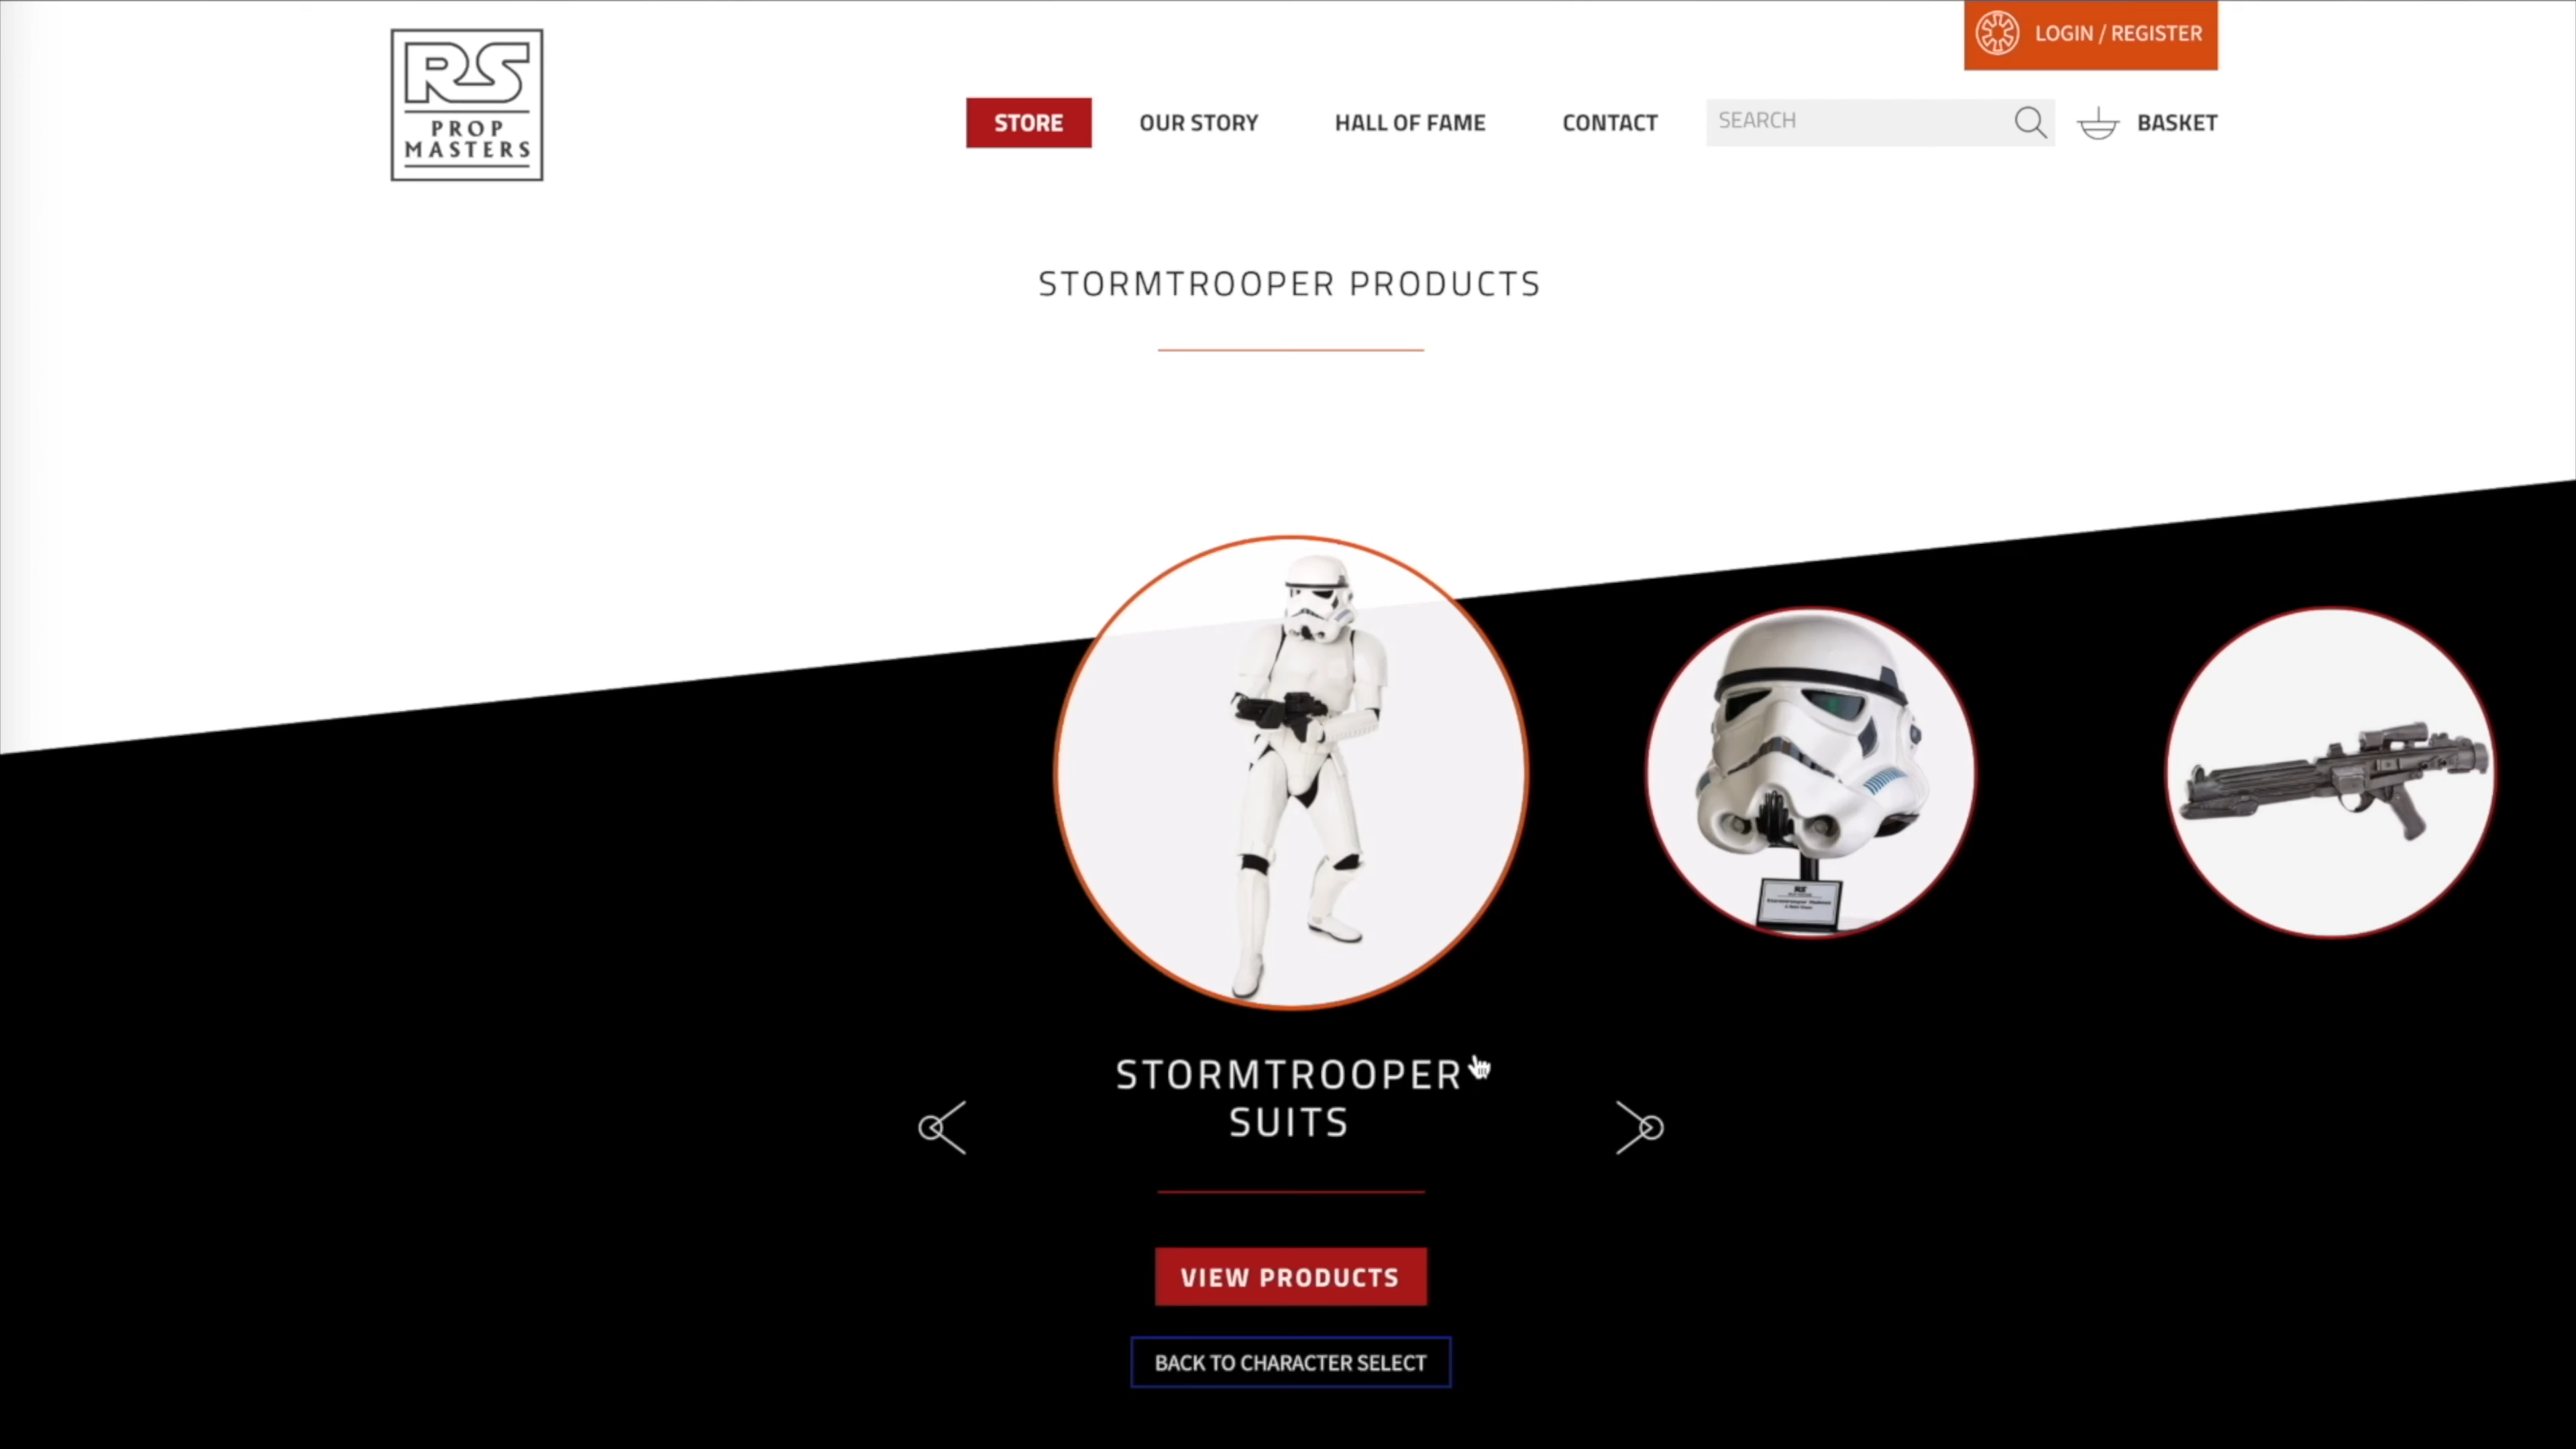 RS
PROP
MASTERS
LOGIN / REGISTER
STORE
OUR STORY
HALL OF FAME
CONTACT
SEARCH
BASKET
STORMTROOPER PRODUCTS
STORMTROOPER
SUITS
VIEW PRODUCTS
BACK TO CHARACTER SELECT